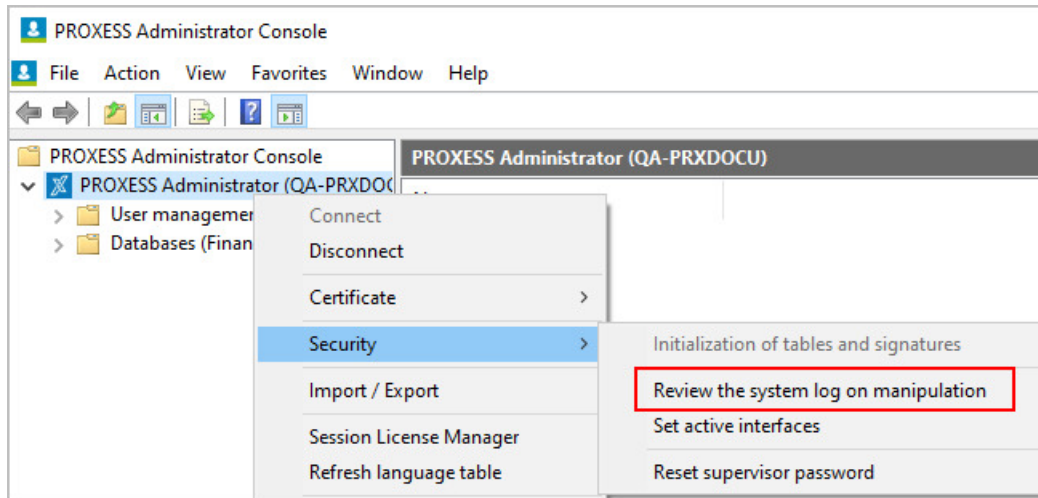 PROXESS Administrator Console
File Action View Favorites Window Help
PROXESS Administrator Console
PROXESS Administrator (QA-PRXDOCU)
PROXESS Administrator (QA-PRXDOC
User managemen
Databases (Finan
Connect
Disconnect
Certificate
Security
Import / Export
Session License Manager
Refresh language table
Initialization of tables and signatures
Review the system log on manipulation
Set active interfaces
Reset supervisor password